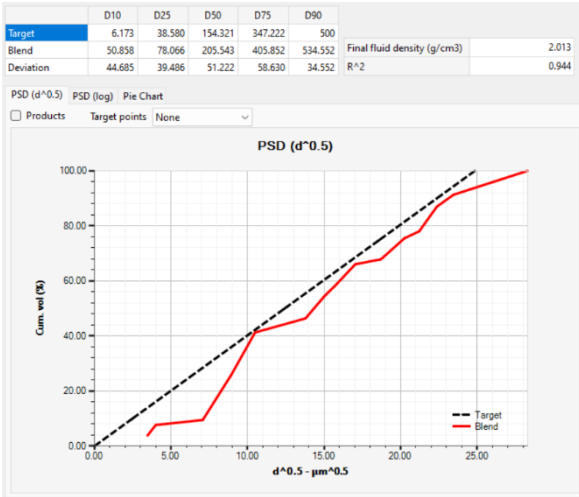 D10 D25 D50 D75 D90
Target 6.173 38.580 154.321 347.222 500
Blend 50.858 78.066 205.543 405.852 534.552
Deviation 44.685 39.486 51.222 58.630 34.552
Final fluid density (g/cm3) 2.013
R^2 0.944
PSD (d^0.5) PSD (log) Pie Chart
Products Target points None
PSD (d^0.5)
100.00
80.00
60.00
40.00
20.00
0.00
Cum. vol (%)
0.00 5.00 10.00 15.00 20.00 25.00
d^0.5 - µm^0.5
Target
Blend